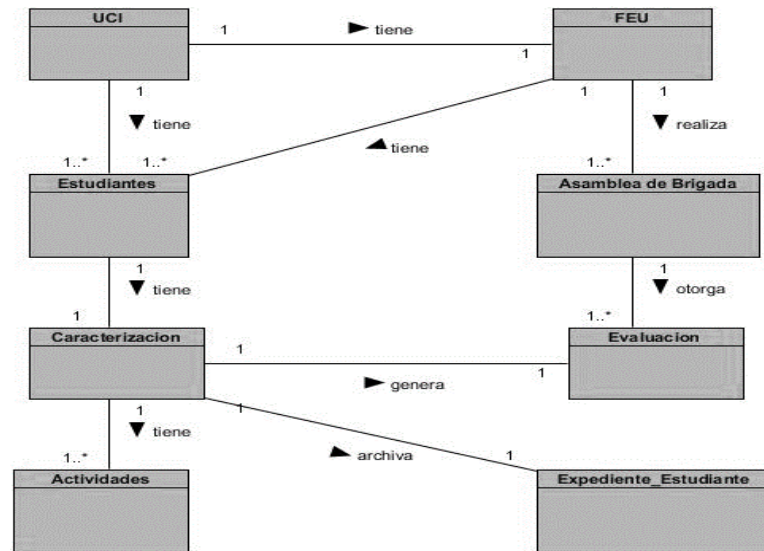 UCI
FEU
1
tiene
1
1
tiene
1..*
1..*
tiene
1
1
realiza
1..*
Estudiantes
Asamblea de Brigada
1
tiene
1
1
otorga
1..*
Caracterizacion
Evaluacion
1
genera
1
1
tiene
1..*
1
archiva
1
Actividades
Expediente_Estudiante